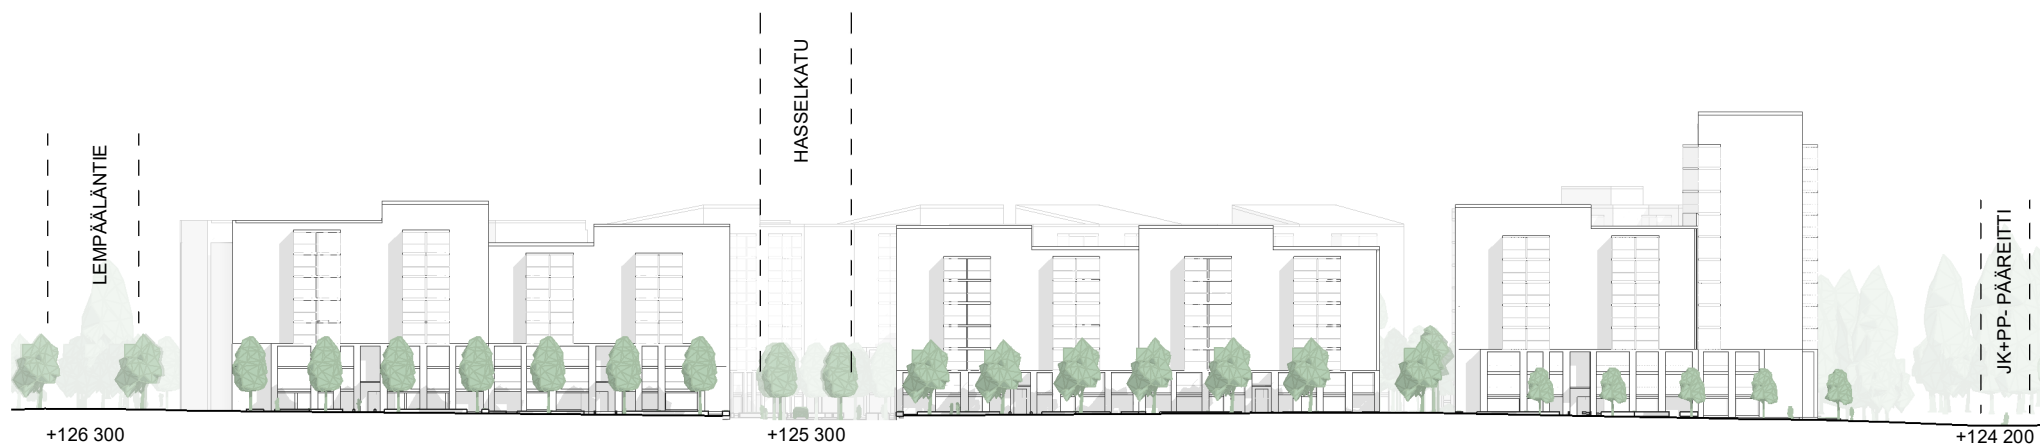 LEMPÄÄLÄNTIE
HASSELKATU
JK+PP- PÄÄREITTI
+126 300
+125 300
+124 200